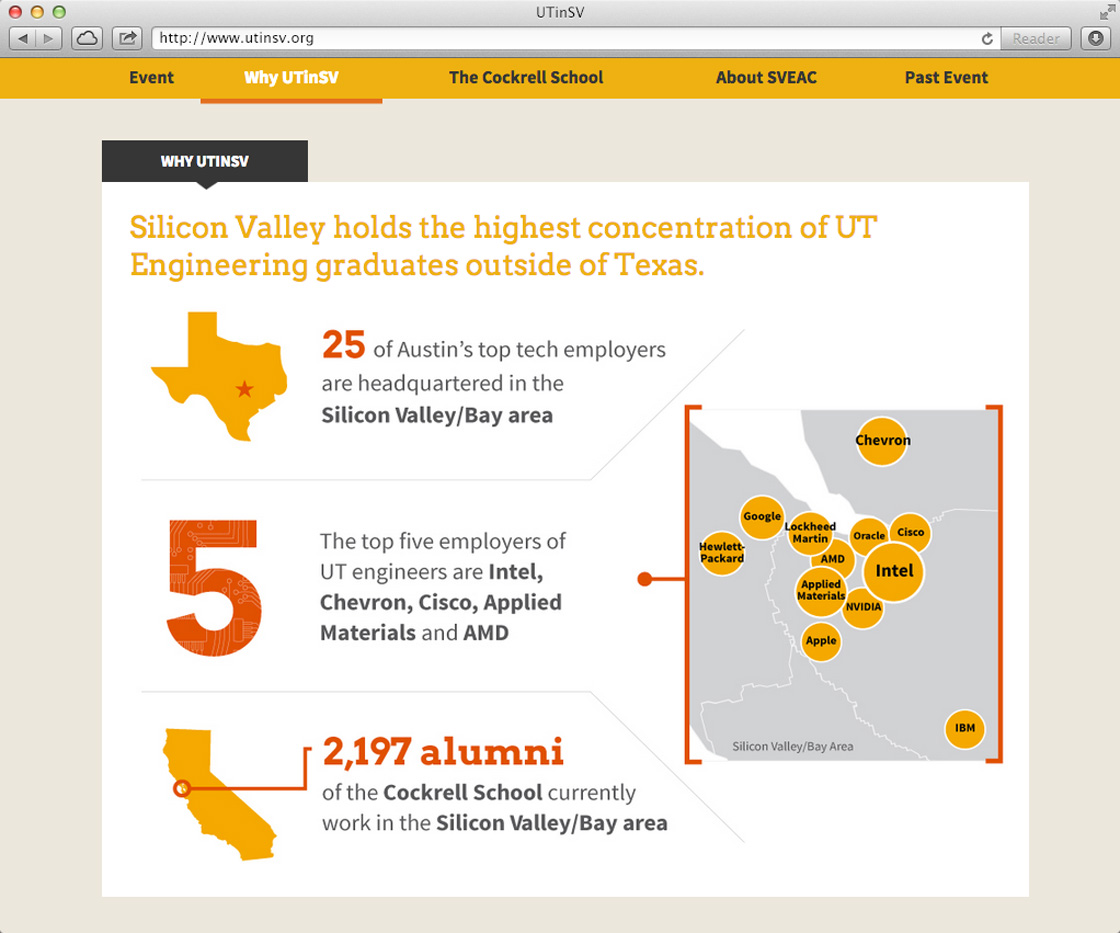 UTinSV
http://www.utinsv.org
Reader
Event
Why UTinSV
The Cockrell School
About SVEAC
Past Event
WHY UTINSV
Silicon Valley holds the highest concentration of UT
Engineering graduates outside of Texas.
25 of Austin's top tech employers
are headquartered in the
Silicon Valley/Bay area
5
The top five employers of
UT engineers are Intel,
Chevron, Cisco, Applied
Materials and AMD
2,197 alumni
of the Cockrell School currently
work in the Silicon Valley/Bay area
Chevron
Google
Lockheed
Martin
Oracle
Cisco
Hewlett-
Packard
AMD
Intel
Applied
Materials
NVIDIA
Apple
IBM
Silicon Valley/Bay Area